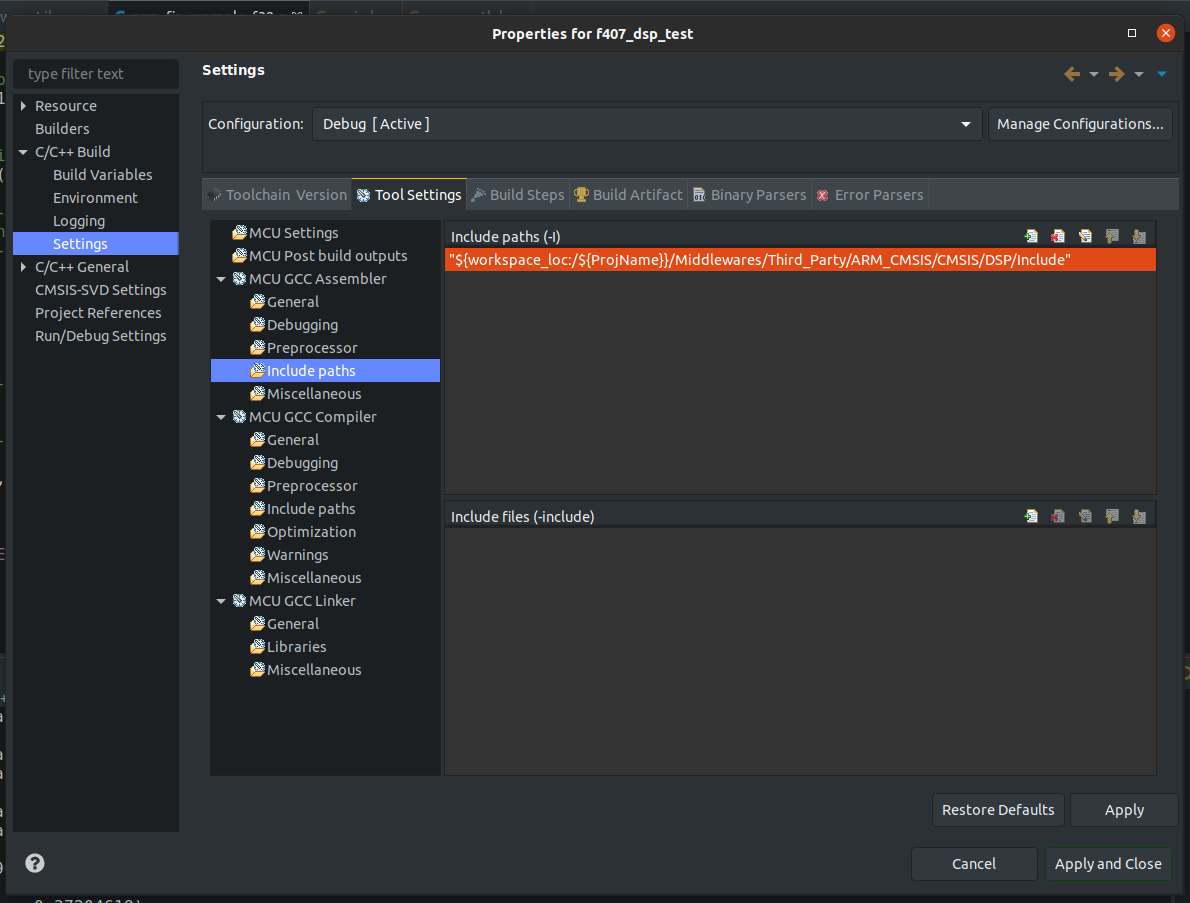 Properties for f407_dsp_test
type filter text
Resource
Builders
C/C++ Build
Build Variables
Environment
Logging
Settings
C/C++ General
CMSIS-SVD Settings
Project References
Run/Debug Settings
Settings
Configuration:
Debug [ Active ]
Manage Configurations...
Toolchain Version
Tool Settings
Build Steps
Build Artifact
Binary Parsers
Error Parsers
MCU Settings
MCU Post build outputs
MCU GCC Assembler
General
Debugging
Preprocessor
Include paths
Miscellaneous
MCU GCC Compiler
General
Debugging
Preprocessor
Include paths
Optimization
Warnings
Miscellaneous
MCU GCC Linker
General
Libraries
Miscellaneous
Include paths (-I)
"${workspace_loc:/${ProjName}}/Middlewares/Third_Party/ARM_CMSIS/CMSIS/DSP/Include"
Include files (-include)
Restore Defaults
Apply
Cancel
Apply and Close